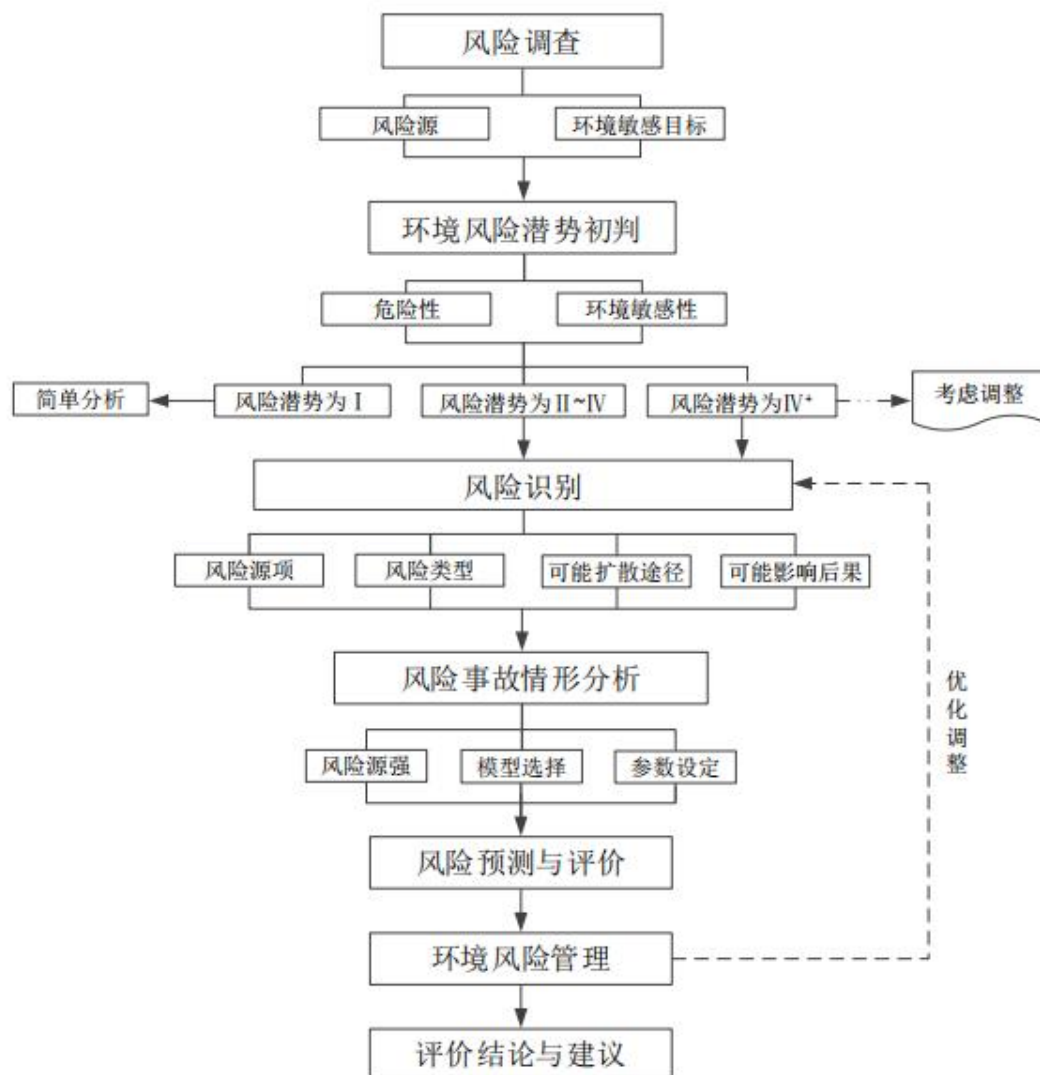 风险调查
风险源
环境敏感目标
环境风险潜势初判
危险性
环境敏感性
简单分析
风险潜势为Ⅰ
风险潜势为Ⅱ~Ⅳ
风险潜势为Ⅳ⁺
考虑调整
风险识别
风险源项
风险类型
可能扩散途径
可能影响后果
风险事故情形分析
风险源强
模型选择
参数设定
优化调整
风险预测与评价
环境风险管理
评价结论与建议